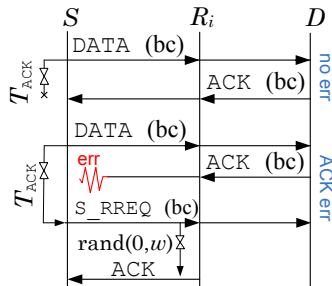 S R_i D
DATA (bc)
T_ACK
ACK (bc)
no err
DATA (bc)
err
ACK (bc)
T_ACK
ACK err
S_RREQ (bc)
rand(0,w)
ACK